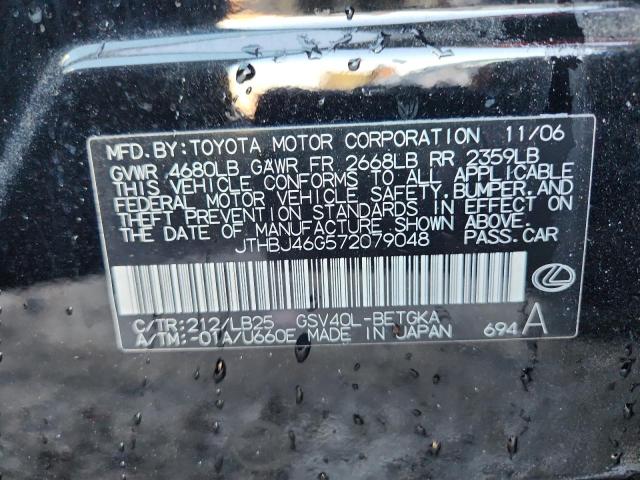 MFD. BY: TOYOTA MOTOR CORPORATION 11/06
GVWR 4680LB GAWR FR 2668LB RR 2359LB
THIS VEHICLE CONFORMS TO ALL APPLICABLE
FEDERAL MOTOR VEHICLE SAFETY, BUMPER, AND
THEFT PREVENTION STANDARDS IN EFFECT ON
THE DATE OF MANUFACTURE SHOWN ABOVE.
JTHBJ46G572079048 PASS. CAR
C/TR: 212/LB25 GSV40L-BETGKA
A/TM: -01A/U660E MADE IN JAPAN 694 A